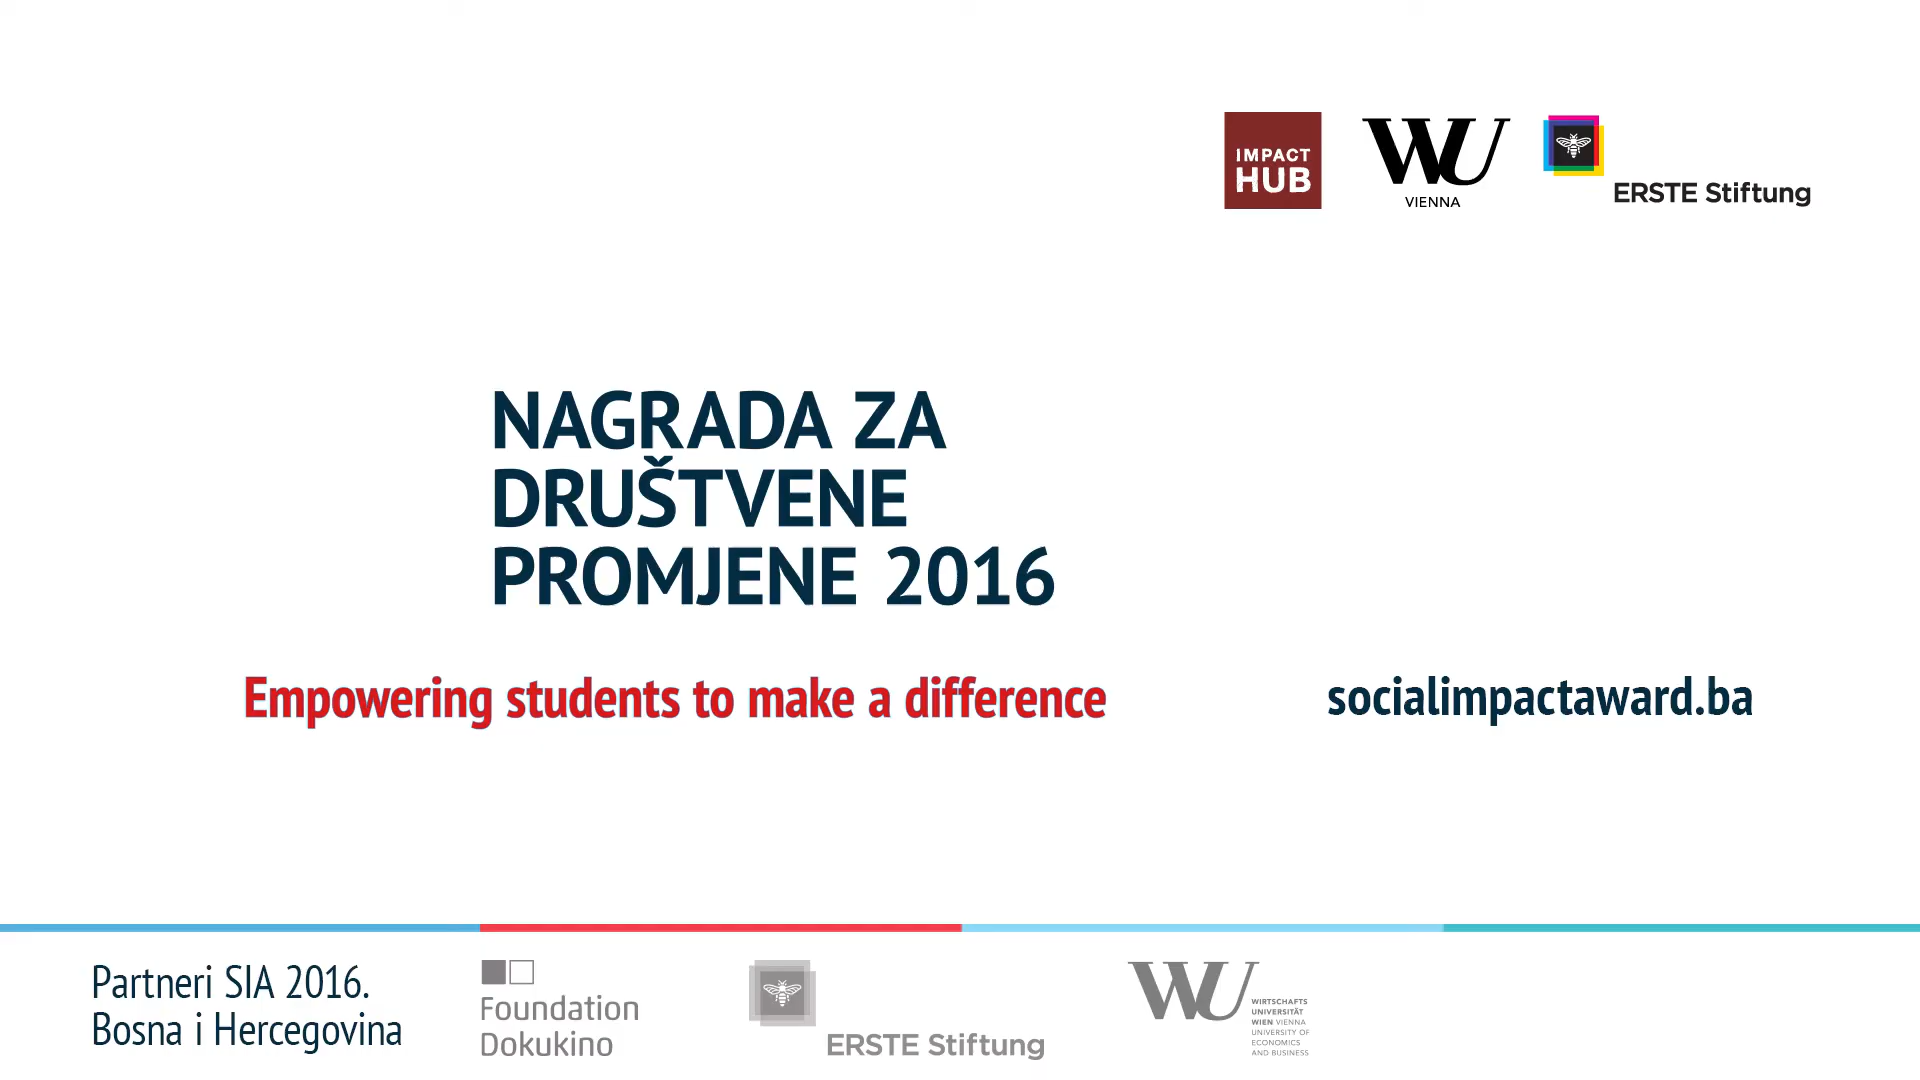 IMPACT
HUB
WU
VIENNA
ERSTE Stiftung
NAGRADA ZA
DRUŠTVENE
PROMJENE 2016
Empowering students to make a difference
socialimpactaward.ba
Partneri SIA 2016.
Bosna i Hercegovina
Foundation
Dokukino
ERSTE Stiftung
WU
WIRTSCHAFTS
UNIVERSITÄT
WIEN VIENNA
UNIVERSITY OF
ECONOMICS
AND BUSINESS